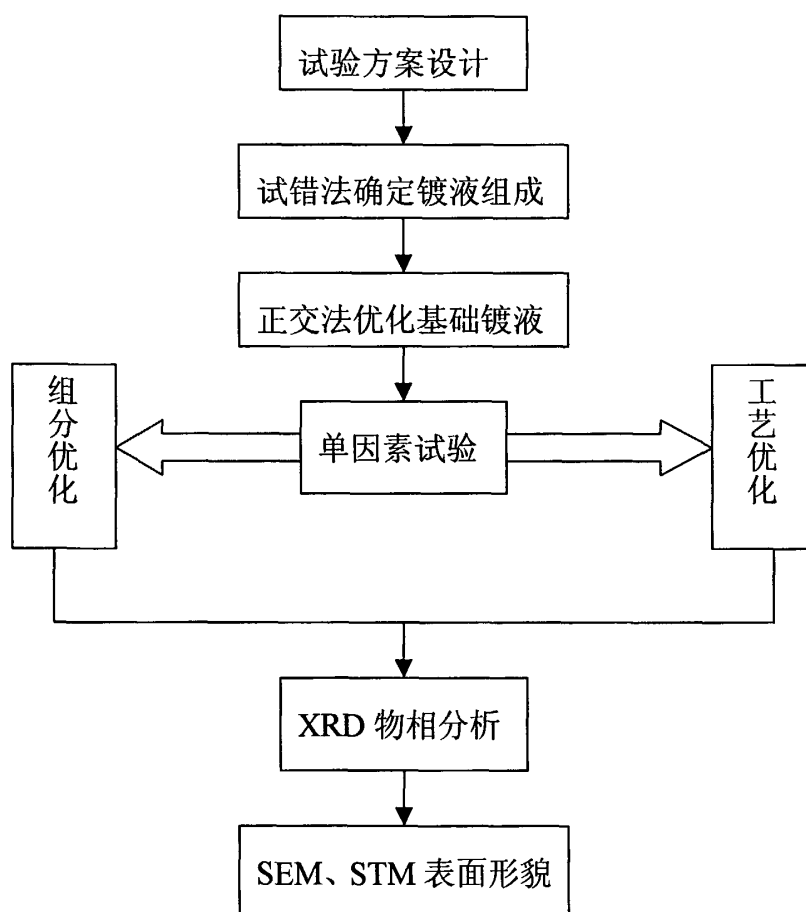 试验方案设计
试错法确定镀液组成
正交法优化基础镀液
组分优化
单因素试验
工艺优化
XRD 物相分析
SEM、STM 表面形貌